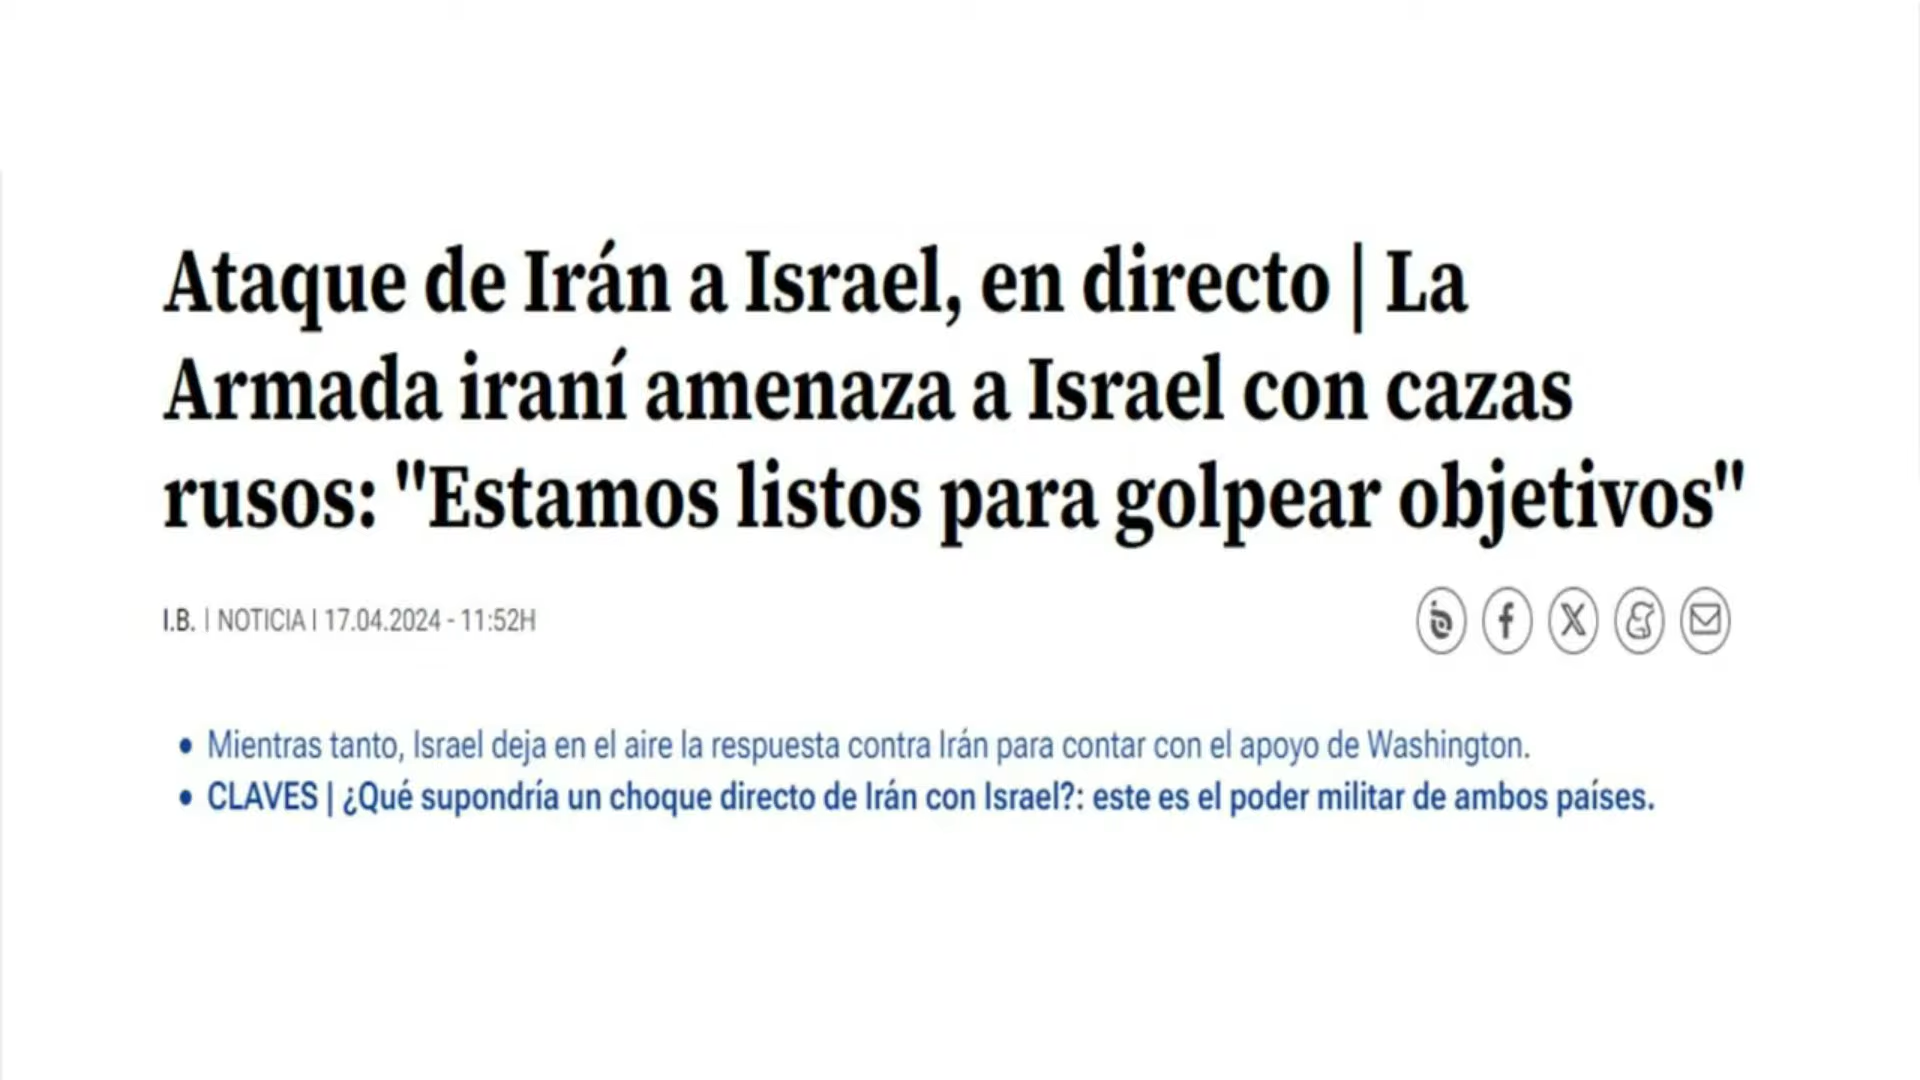 Ataque de Irán a Israel, en directo | La
Armada iraní amenaza a Israel con cazas
rusos: "Estamos listos para golpear objetivos"
I.B. | NOTICIA | 17.04.2024 - 11:52H
• Mientras tanto, Israel deja en el aire la respuesta contra Irán para contar con el apoyo de Washington.
• CLAVES | ¿Qué supondría un choque directo de Irán con Israel?: este es el poder militar de ambos países.